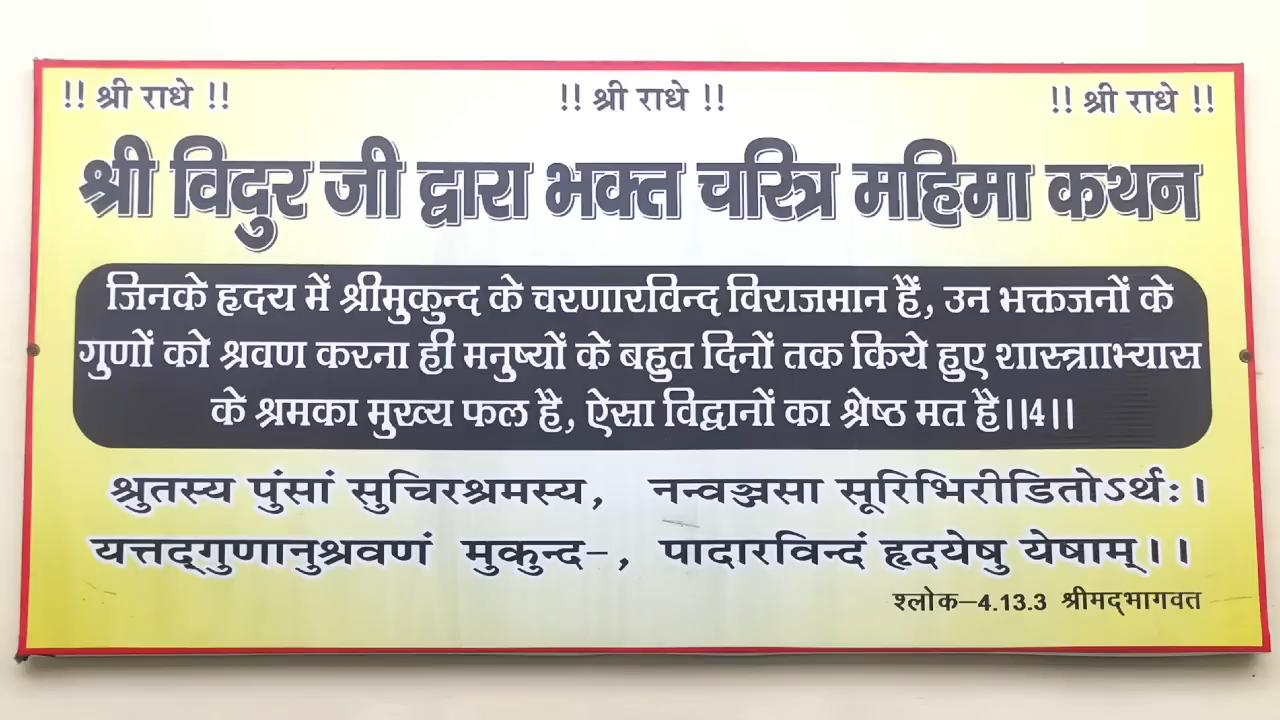 !! श्री राधे !! !! श्री राधे !! !! श्री राधे !!
श्री विदुर जी द्वारा भक्त चरित्र महिमा कथन
जिनके हृदय में श्रीमुकुन्द के चरणारविन्द विराजमान हैं, उन भक्तजनों के
गुणों को श्रवण करना ही मनुष्यों के बहुत दिनों तक किये हुए शास्त्रााभ्यास
के श्रमका मुख्य फल है, ऐसा विद्वानों का श्रेष्ठ मत है।।4।।
श्रुतस्य पुंसां सुचिरश्रमस्य, नन्वञ्जसा सूरिभिरीडितोऽर्थः।
यत्तद्गुणानुश्रवणं मुकुन्द-, पादारविन्दं हृदयेषु येषाम्।।
श्लोक-4.13.3 श्रीमद्भागवत